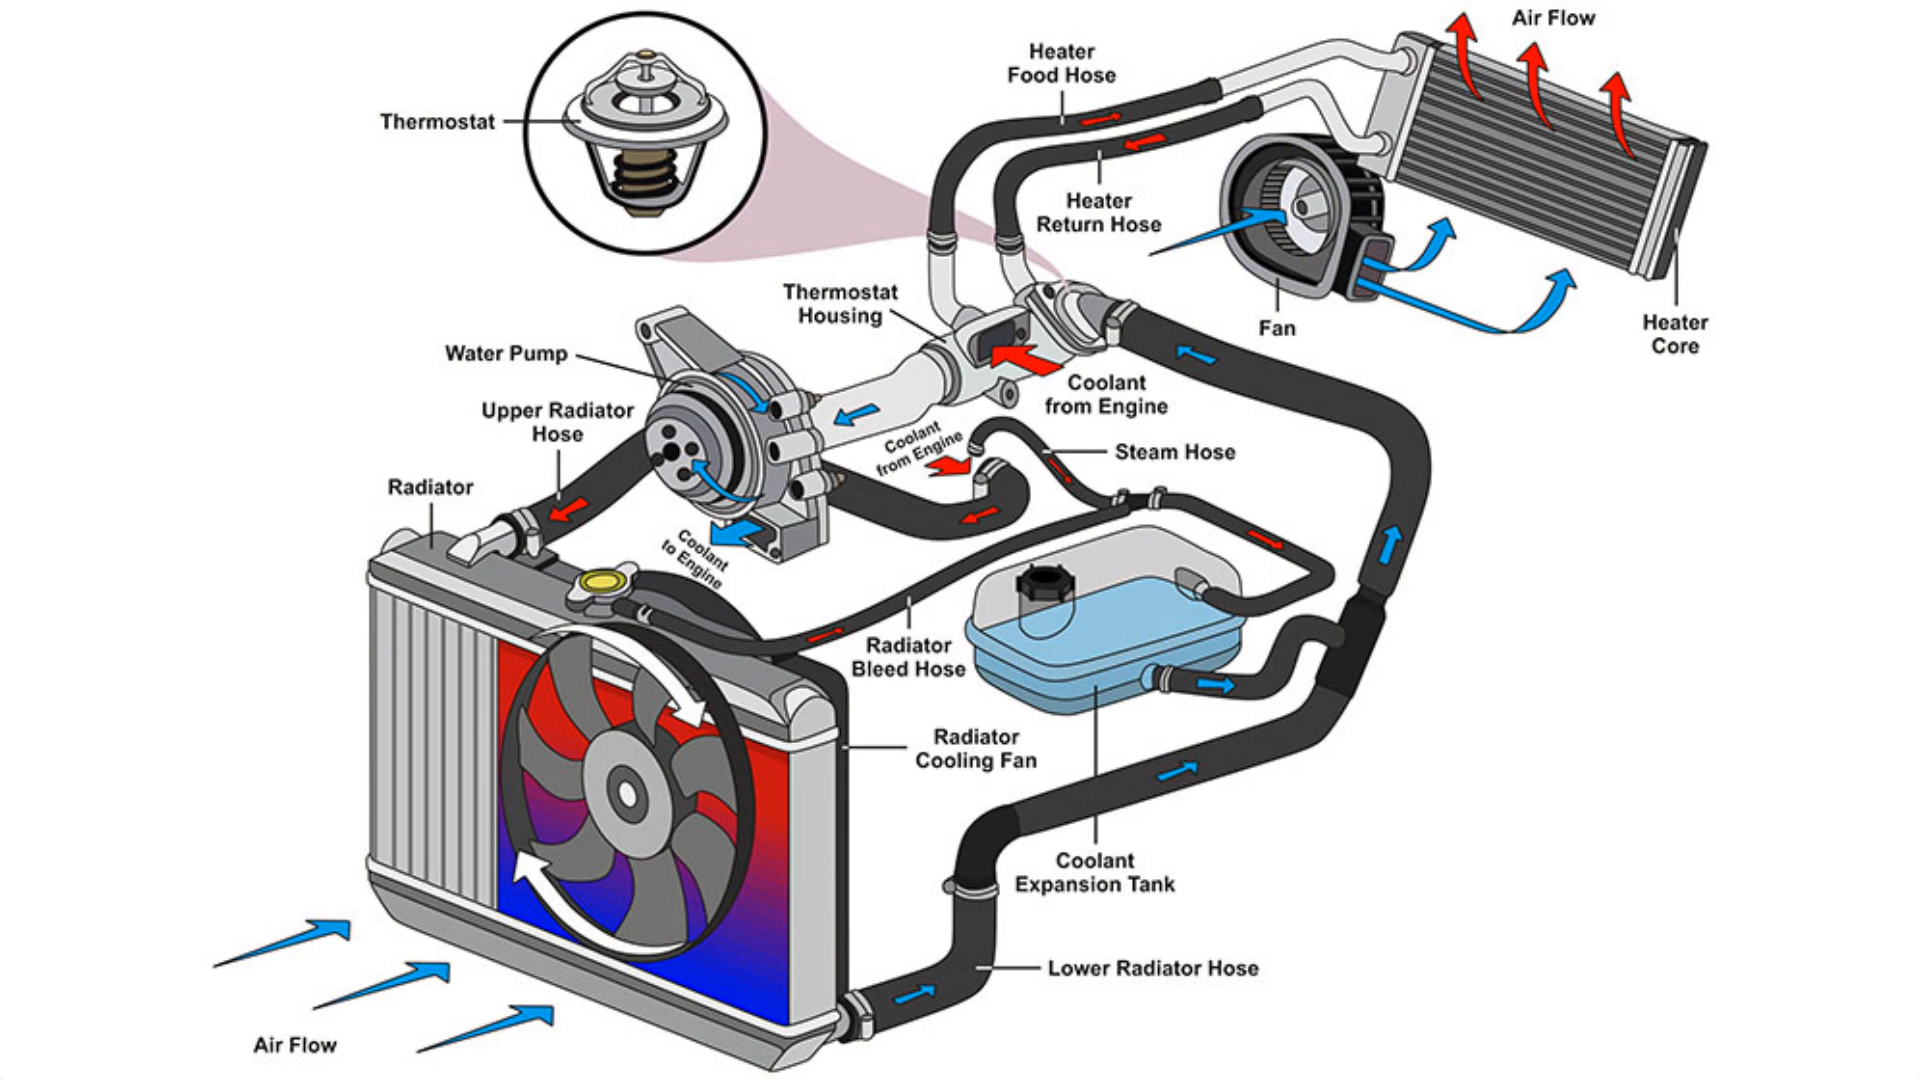 Air Flow
Heater
Food Hose
Thermostat
Heater
Return Hose
Thermostat
Housing
Fan
Heater
Core
Water Pump
Coolant
from Engine
Upper Radiator
Hose
Coolant
from Engine
Steam Hose
Radiator
Coolant
to Engine
Radiator
Bleed Hose
Radiator
Cooling Fan
Coolant
Expansion Tank
Lower Radiator Hose
Air Flow